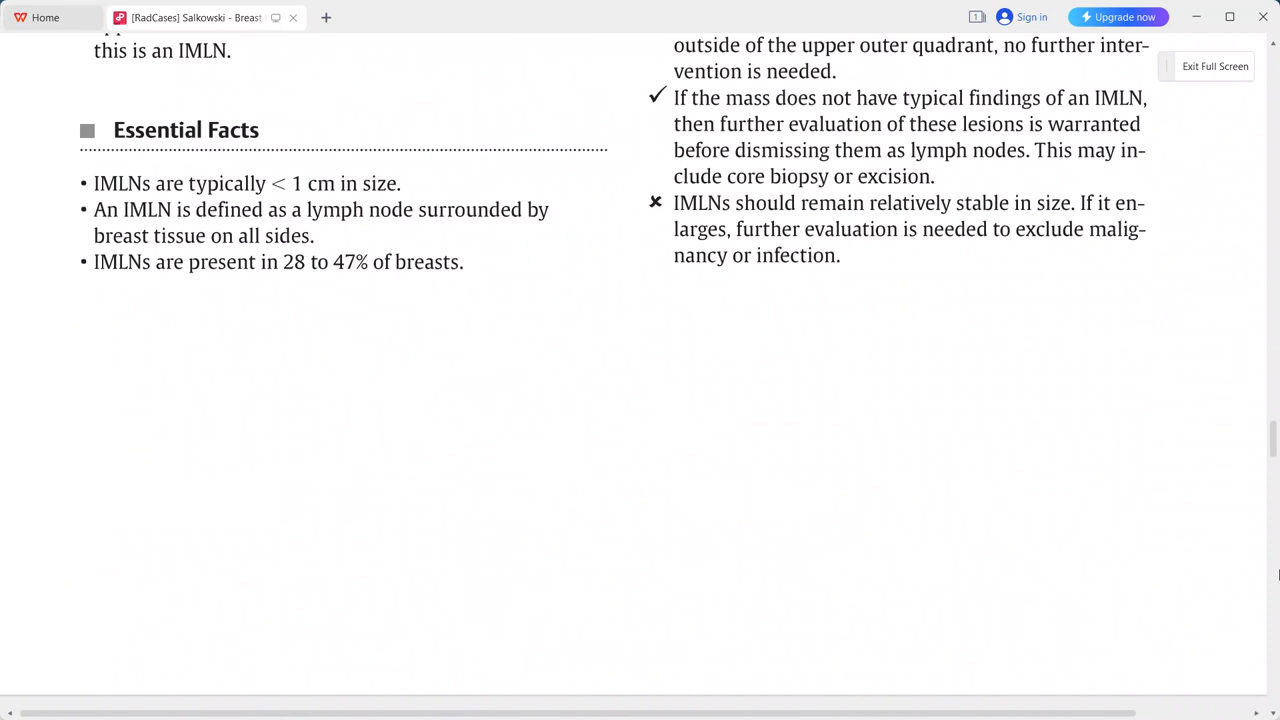 Home
[RadCases] Salkowski - Breast
Sign in
Upgrade now
Exit Full Screen
this is an IMLN.
Essential Facts
• IMLNs are typically < 1 cm in size.
• An IMLN is defined as a lymph node surrounded by
breast tissue on all sides.
• IMLNs are present in 28 to 47% of breasts.
outside of the upper outer quadrant, no further inter-
vention is needed.
✓ If the mass does not have typical findings of an IMLN,
then further evaluation of these lesions is warranted
before dismissing them as lymph nodes. This may in-
clude core biopsy or excision.
✗ IMLNs should remain relatively stable in size. If it en-
larges, further evaluation is needed to exclude malig-
nancy or infection.